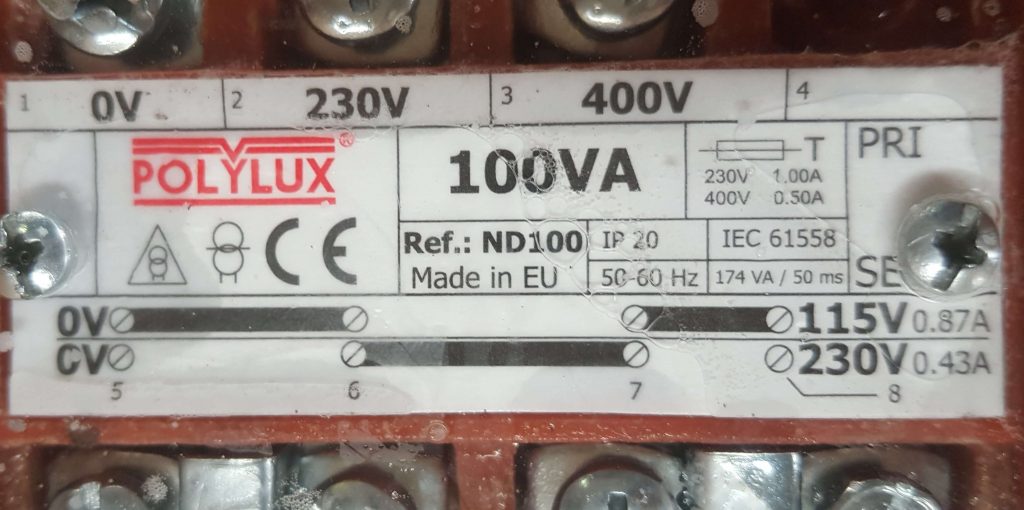 1 0V 2 230V 3 400V 4
POLYLUX ®
100VA
T
230V 1.00A
400V 0.50A
PRI
CE
Ref.: ND100 IP 20 IEC 61558
Made in EU 50-60 Hz 174 VA / 50 ms SE
0V 115V 0.87A
0V 230V 0.43A
5 6 7 8